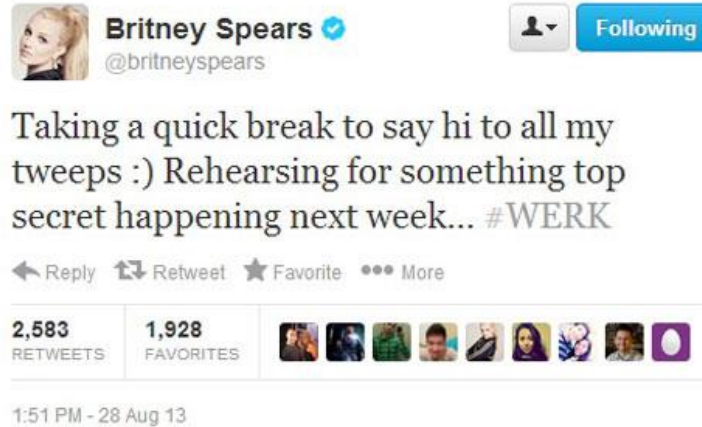 Britney Spears
Following
@britneyspears
Taking a quick break to say hi to all my
tweeps :) Rehearsing for something top
secret happening next week... #WERK
Reply Retweet Favorite ••• More
2,583 1,928
RETWEETS FAVORITES
1:51 PM - 28 Aug 13